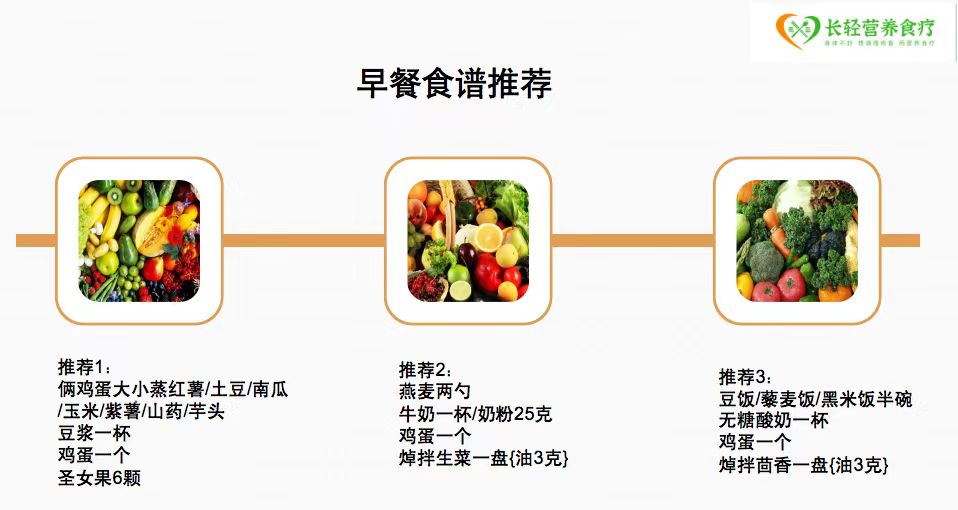 长轻营养食疗
早餐食谱推荐
推荐1：
俩鸡蛋大小蒸红薯/土豆/南瓜
/玉米/紫薯/山药/芋头
豆浆一杯
鸡蛋一个
圣女果6颗
推荐2：
燕麦两勺
牛奶一杯/奶粉25克
鸡蛋一个
焯拌生菜一盘{油3克}
推荐3：
豆饭/藜麦饭/黑米饭半碗
无糖酸奶一杯
鸡蛋一个
焯拌茴香一盘{油3克}